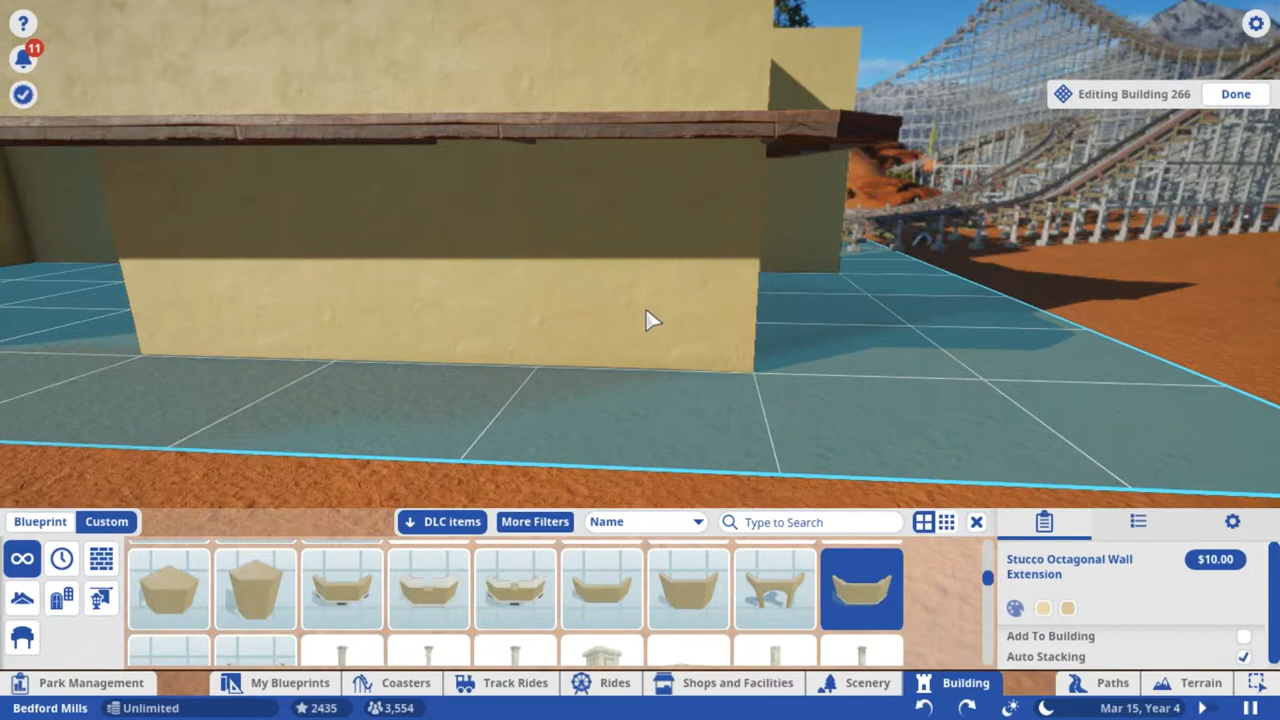 ?
11
Editing Building 266 Done
Blueprint Custom DLC items More Filters Name Type to Search
Stucco Octagonal Wall Extension $10.00
Add To Building
Auto Stacking
Park Management My Blueprints Coasters Track Rides Rides Shops and Facilities Scenery Building Paths Terrain
Bedford Mills Unlimited 2435 3,554 Mar 15, Year 4